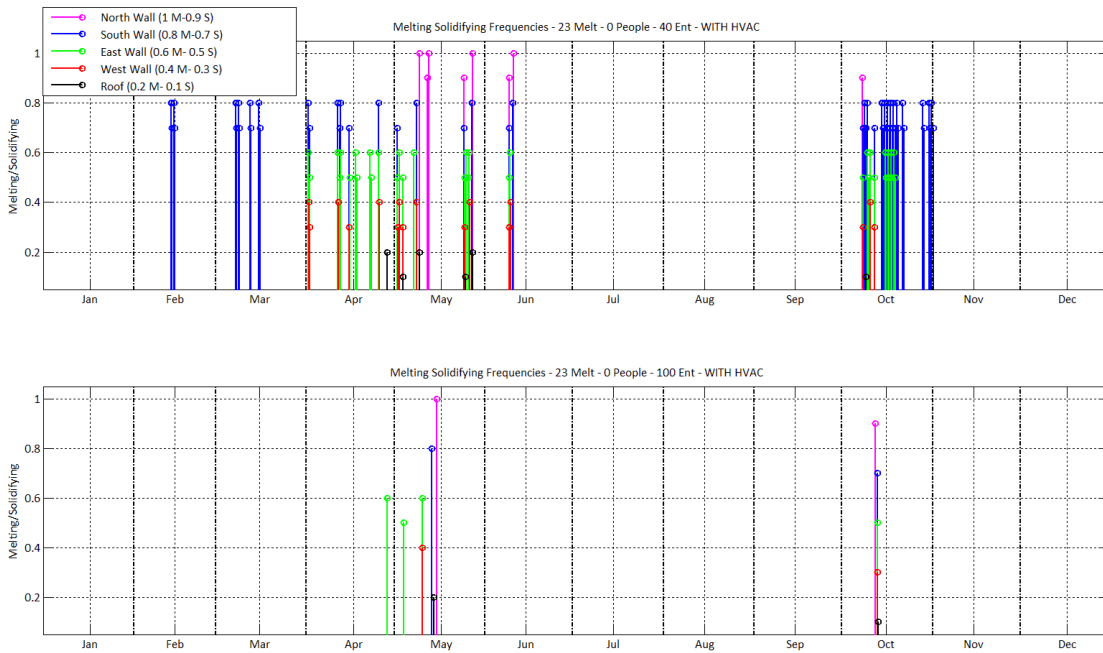 North Wall (1 M-0.9 S)
South Wall (0.8 M-0.7 S)
East Wall (0.6 M- 0.5 S)
West Wall (0.4 M- 0.3 S)
Roof (0.2 M- 0.1 S)
Melting Solidifying Frequencies - 23 Melt - 0 People - 40 Ent - WITH HVAC
Melting/Solidifying
1
0.8
0.6
0.4
0.2
Jan Feb Mar Apr May Jun Jul Aug Sep Oct Nov Dec
Melting Solidifying Frequencies - 23 Melt - 0 People - 100 Ent - WITH HVAC
Melting/Solidifying
1
0.8
0.6
0.4
0.2
Jan Feb Mar Apr May Jun Jul Aug Sep Oct Nov Dec